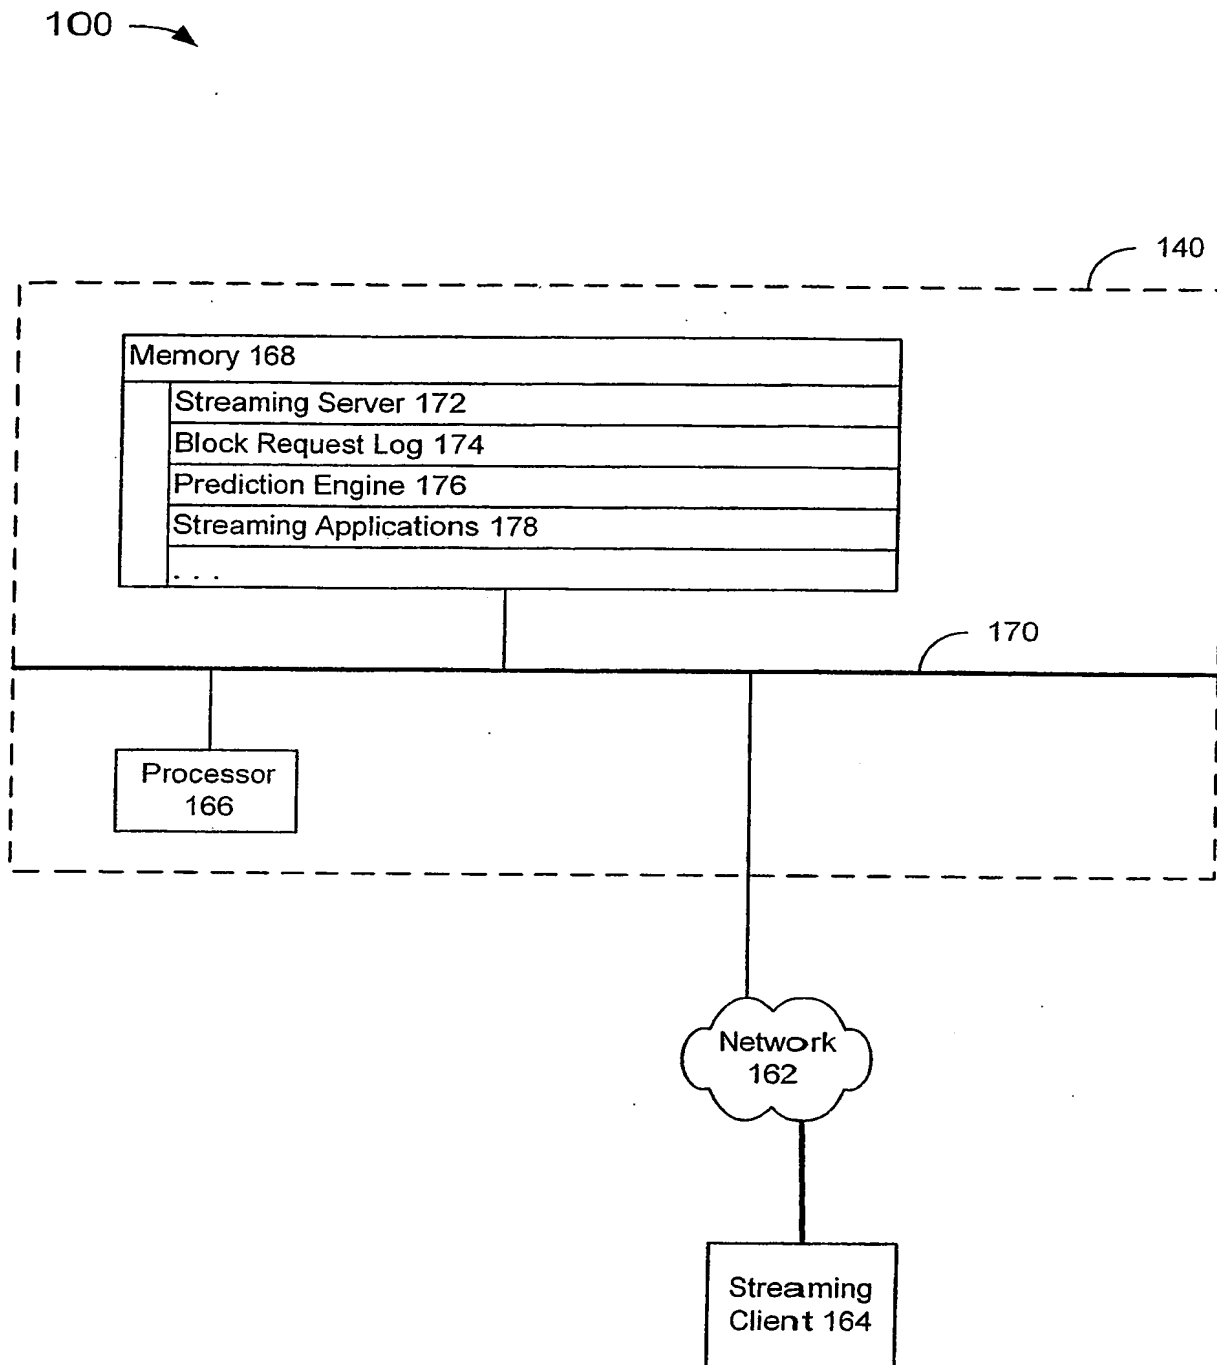 100
140
Memory 168
Streaming Server 172
Block Request Log 174
Prediction Engine 176
Streaming Applications 178
. . .
170
Processor
166
Network
162
Streaming
Client 164